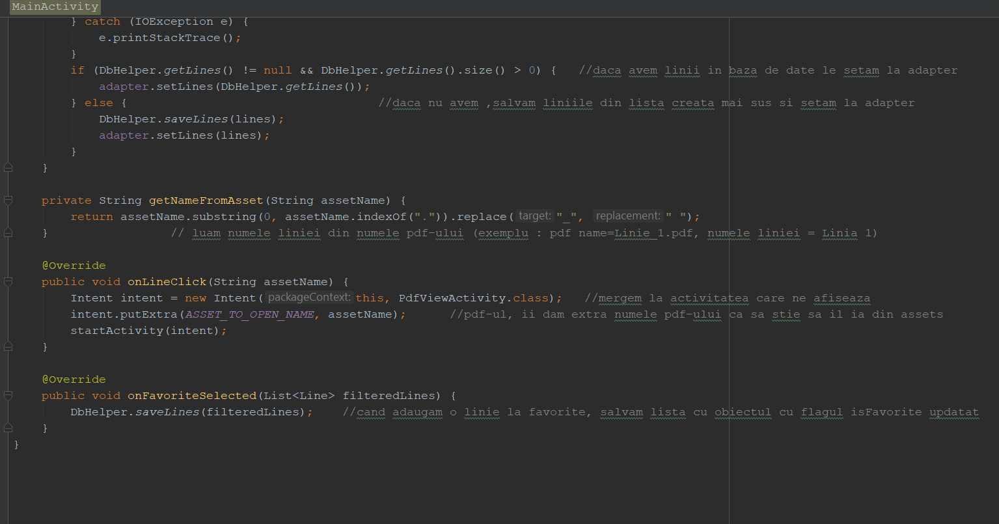 MainActivity
} catch (IOException e) {
e.printStackTrace();
}
if (DbHelper.getLines() != null && DbHelper.getLines().size() > 0) { //daca avem linii in baza de date le setam la adapter
adapter.setLines(DbHelper.getLines());
} else { //daca nu avem ,salvam liniile din lista creata mai sus si setam la adapter
DbHelper.saveLines(lines);
adapter.setLines(lines);
}
}
private String getNameFromAsset(String assetName) {
return assetName.substring(0, assetName.indexOf(".")).replace( target: "_", replacement: " ");
} // luam numele liniei din numele pdf-ului (exemplu : pdf name=Linie_1.pdf, numele liniei = Linia 1)
@Override
public void onLineClick(String assetName) {
Intent intent = new Intent( packageContext: this, PdfViewActivity.class); //mergem la activitatea care ne afiseaza
intent.putExtra(ASSET_TO_OPEN_NAME, assetName); //pdf-ul, ii dam extra numele pdf-ului ca sa stie sa il ia din assets
startActivity(intent);
}
@Override
public void onFavoriteSelected(List<Line> filteredLines) {
DbHelper.saveLines(filteredLines); //cand adaugam o linie la favorite, salvam lista cu obiectul cu flagul isFavorite updatat
}
}